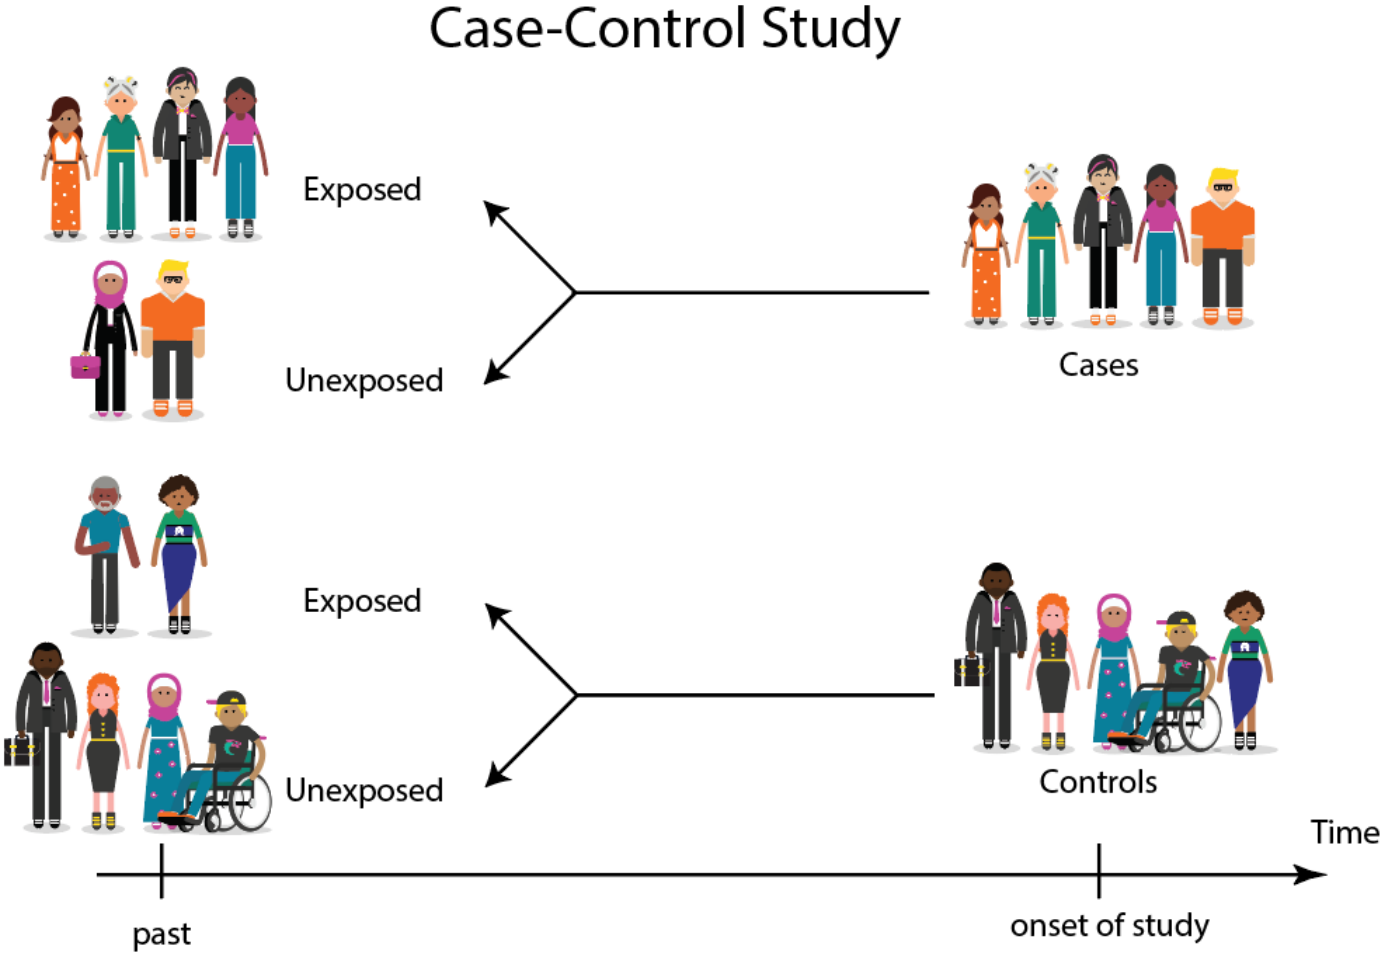 Case-Control Study
Exposed
Unexposed
Cases
Exposed
Unexposed
Controls
Time
past
onset of study